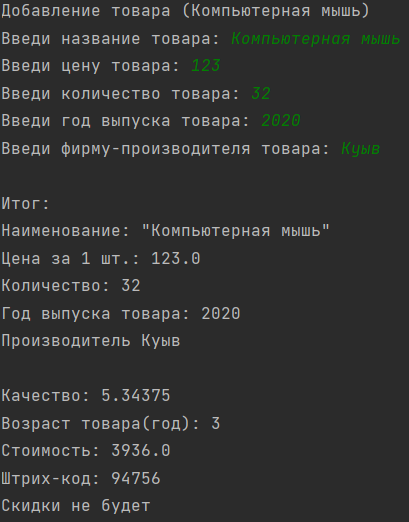 Добавление товара (Компьютерная мышь)
Введи название товара: Компьютерная мышь
Введи цену товара: 123
Введи количество товара: 32
Введи год выпуска товара: 2020
Введи фирму-производителя товара: Куыв
Итог:
Наименование: "Компьютерная мышь"
Цена за 1 шт.: 123.0
Количество: 32
Год выпуска товара: 2020
Производитель Куыв
Качество: 5.34375
Возраст товара(год): 3
Стоимость: 3936.0
Штрих-код: 94756
Скидки не будет